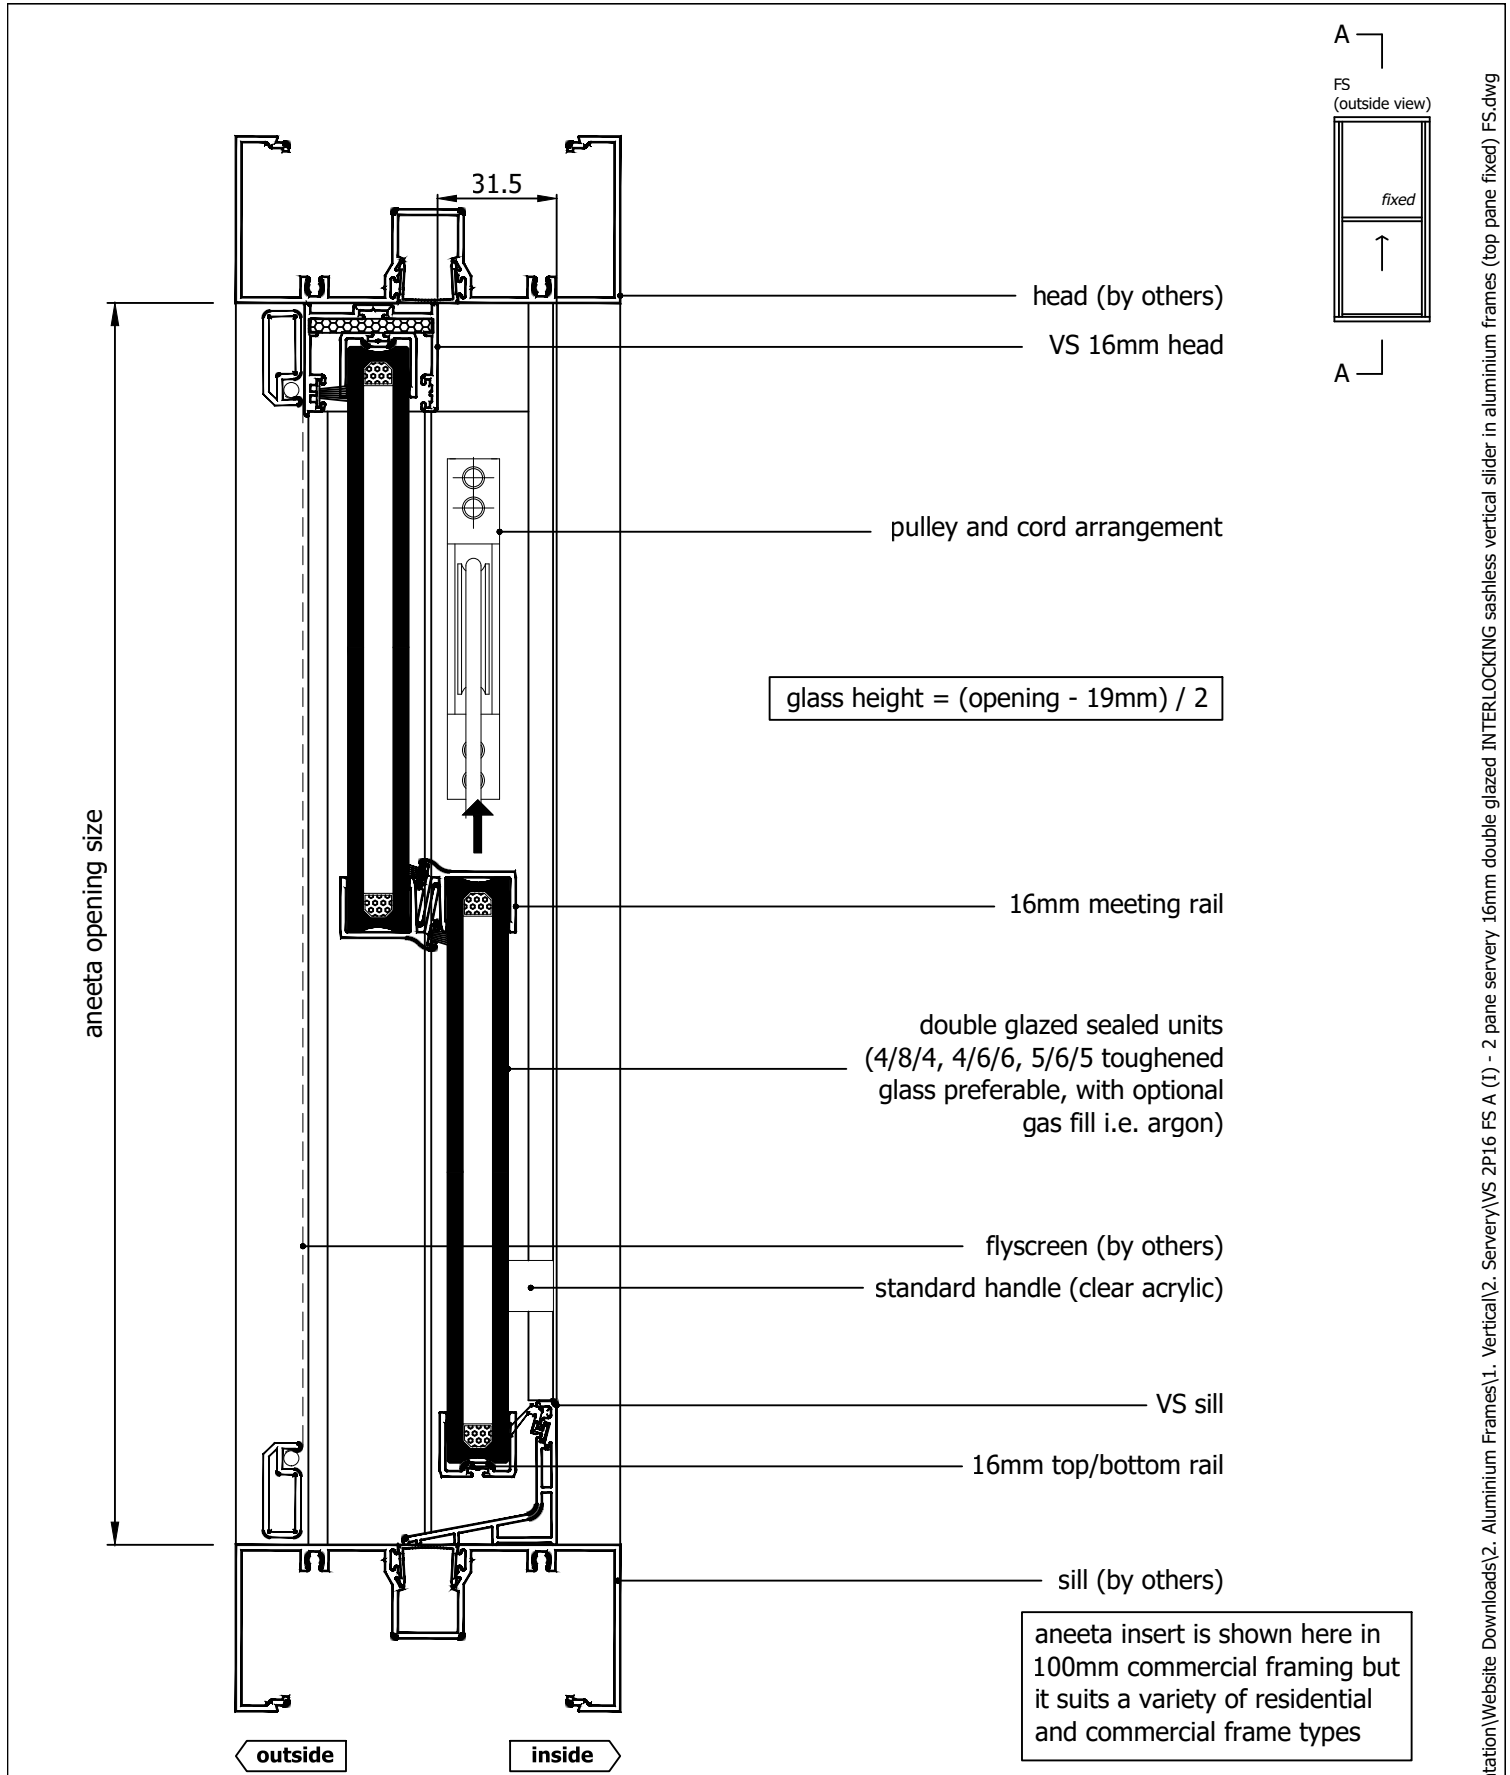 A
FS
(outside view)
fixed
A
31.5
head (by others)
VS 16mm head
pulley and cord arrangement
glass height = (opening - 19mm) / 2
aneeta opening size
16mm meeting rail
double glazed sealed units
(4/8/4, 4/6/6, 5/6/5 toughened
glass preferable, with optional
gas fill i.e. argon)
flyscreen (by others)
standard handle (clear acrylic)
VS sill
16mm top/bottom rail
sill (by others)
aneeta insert is shown here in
100mm commercial framing but
it suits a variety of residential
and commercial frame types
outside
inside
tation\Website Downloads\2. Aluminium Frames\1. Vertical\2. Servery\VS 2P16 FS A (I) - 2 pane servery 16mm double glazed INTERLOCKING sashless vertical slider in aluminium frames (top pane fixed) FS.dwg